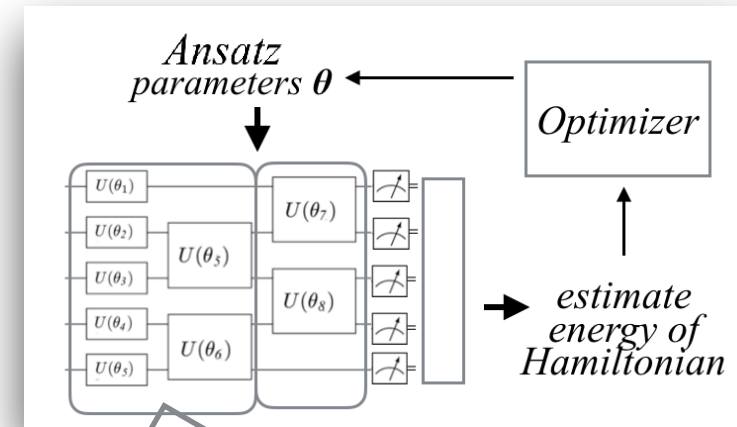 Ansatz
parameters θ
Optimizer
U(θ₁)
U(θ₂)
U(θ₃)
U(θ₄)
U(θ₅)
U(θ₅)
U(θ₆)
U(θ₇)
U(θ₈)
estimate
energy of
Hamiltonian